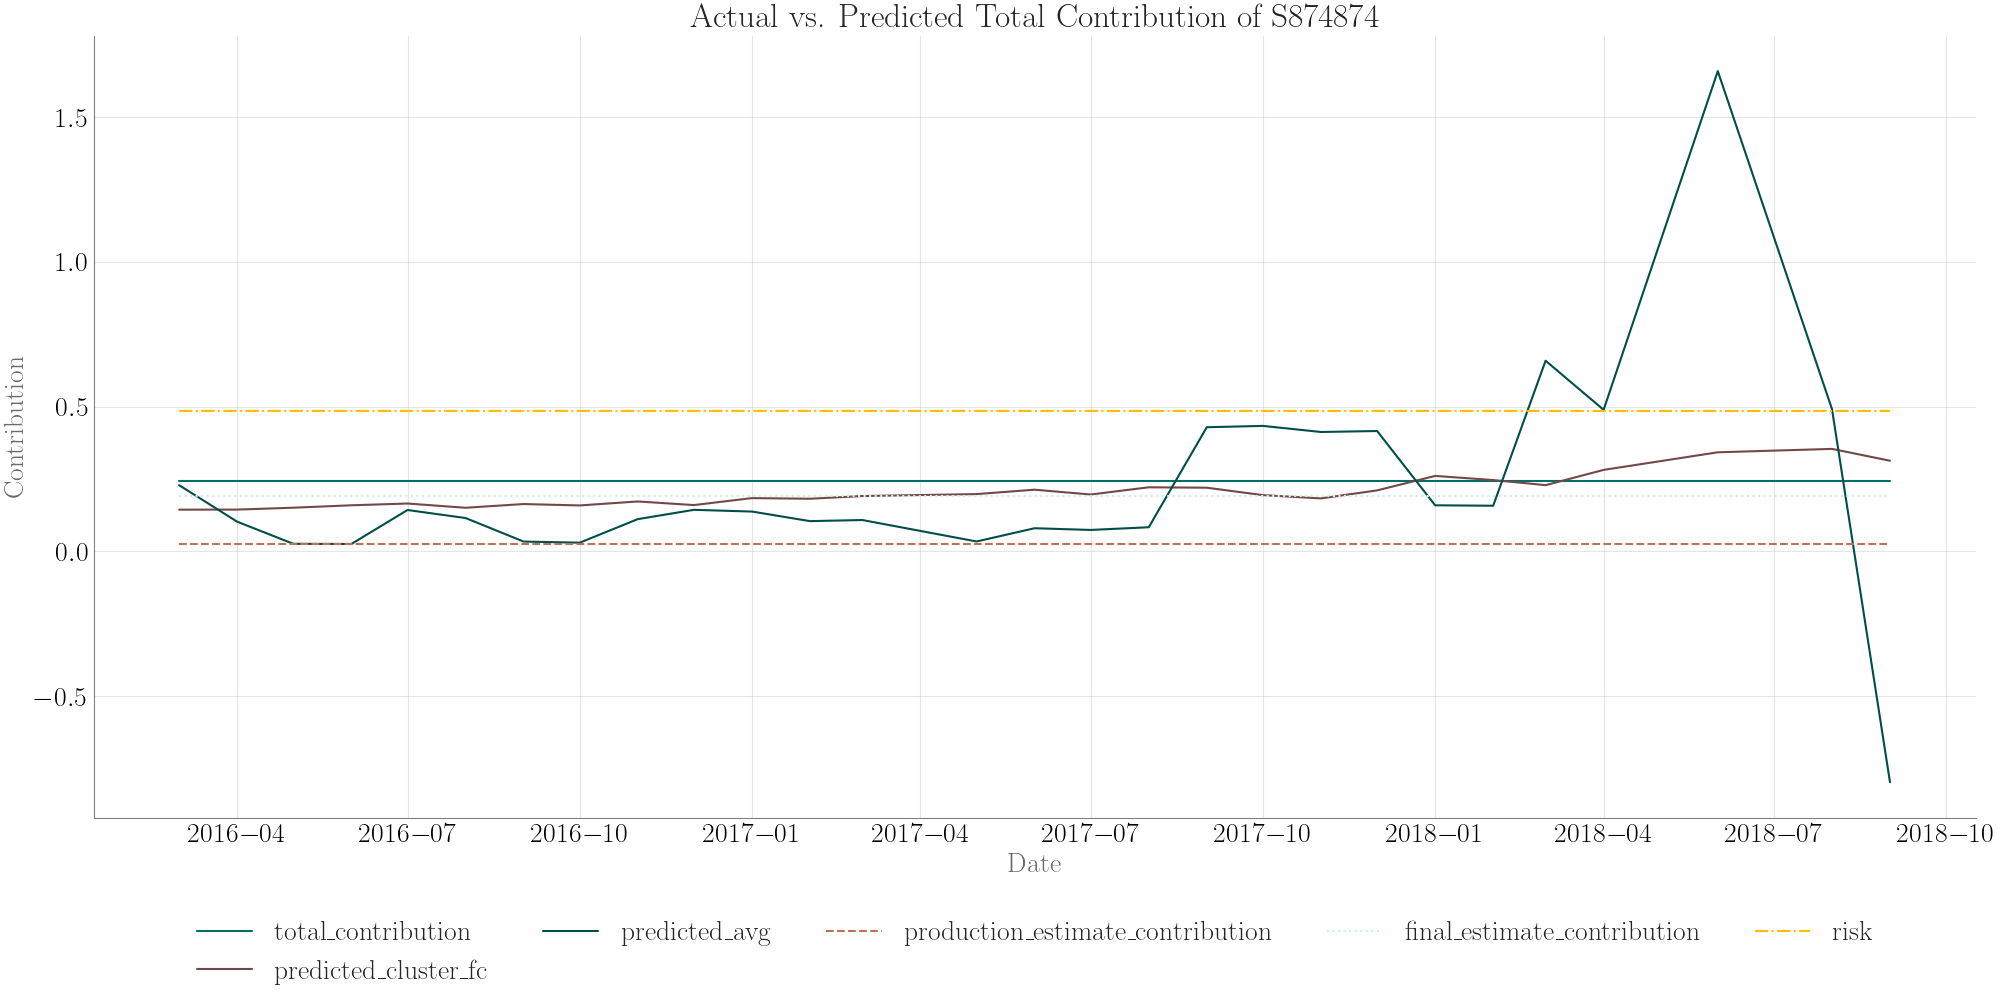 Actual vs. Predicted Total Contribution of S874874
1.5
1.0
0.5
0.0
−0.5
Contribution
2016−04 2016−07 2016−10 2017−01 2017−04 2017−07 2017−10 2018−01 2018−04 2018−07 2018−10
Date
total_contribution predicted_avg production_estimate_contribution final_estimate_contribution risk
predicted_cluster_fc